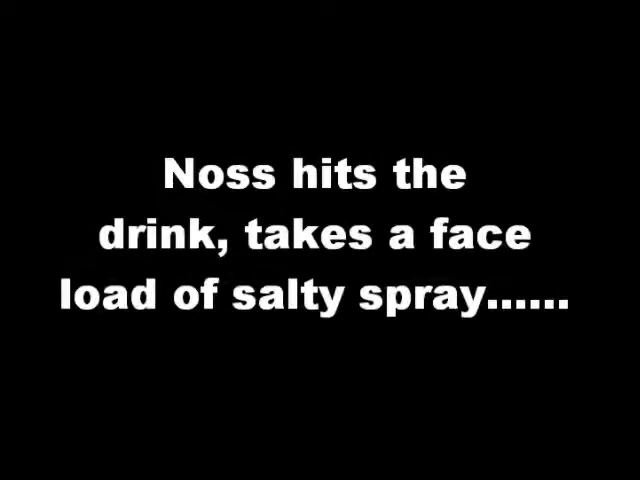 Noss hits the
drink, takes a face
load of salty spray......